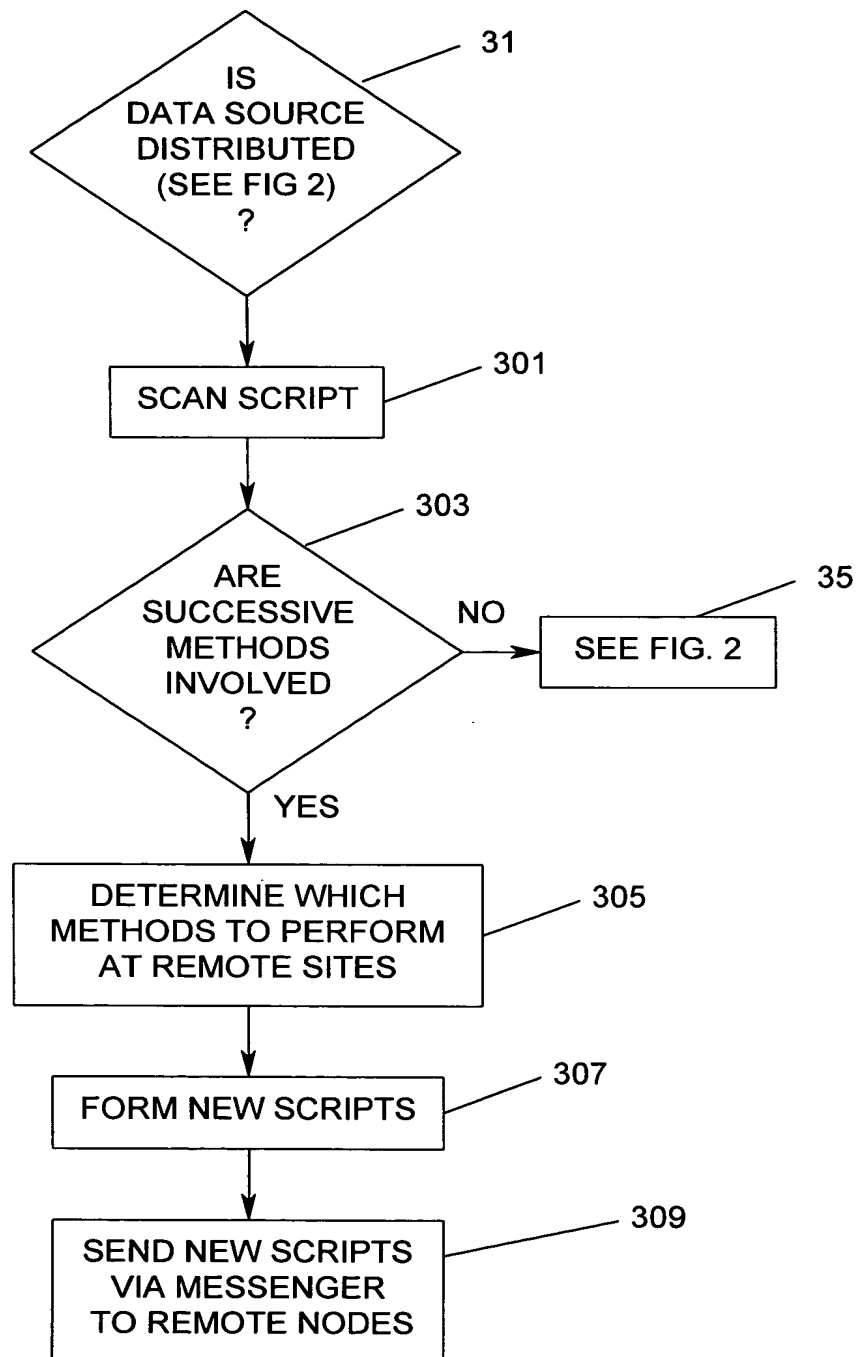 31
IS
DATA SOURCE
DISTRIBUTED
(SEE FIG 2)
?
301
SCAN SCRIPT
303
ARE
SUCCESSIVE
METHODS
INVOLVED
?
NO
35
SEE FIG. 2
YES
305
DETERMINE WHICH
METHODS TO PERFORM
AT REMOTE SITES
307
FORM NEW SCRIPTS
309
SEND NEW SCRIPTS
VIA MESSENGER
TO REMOTE NODES